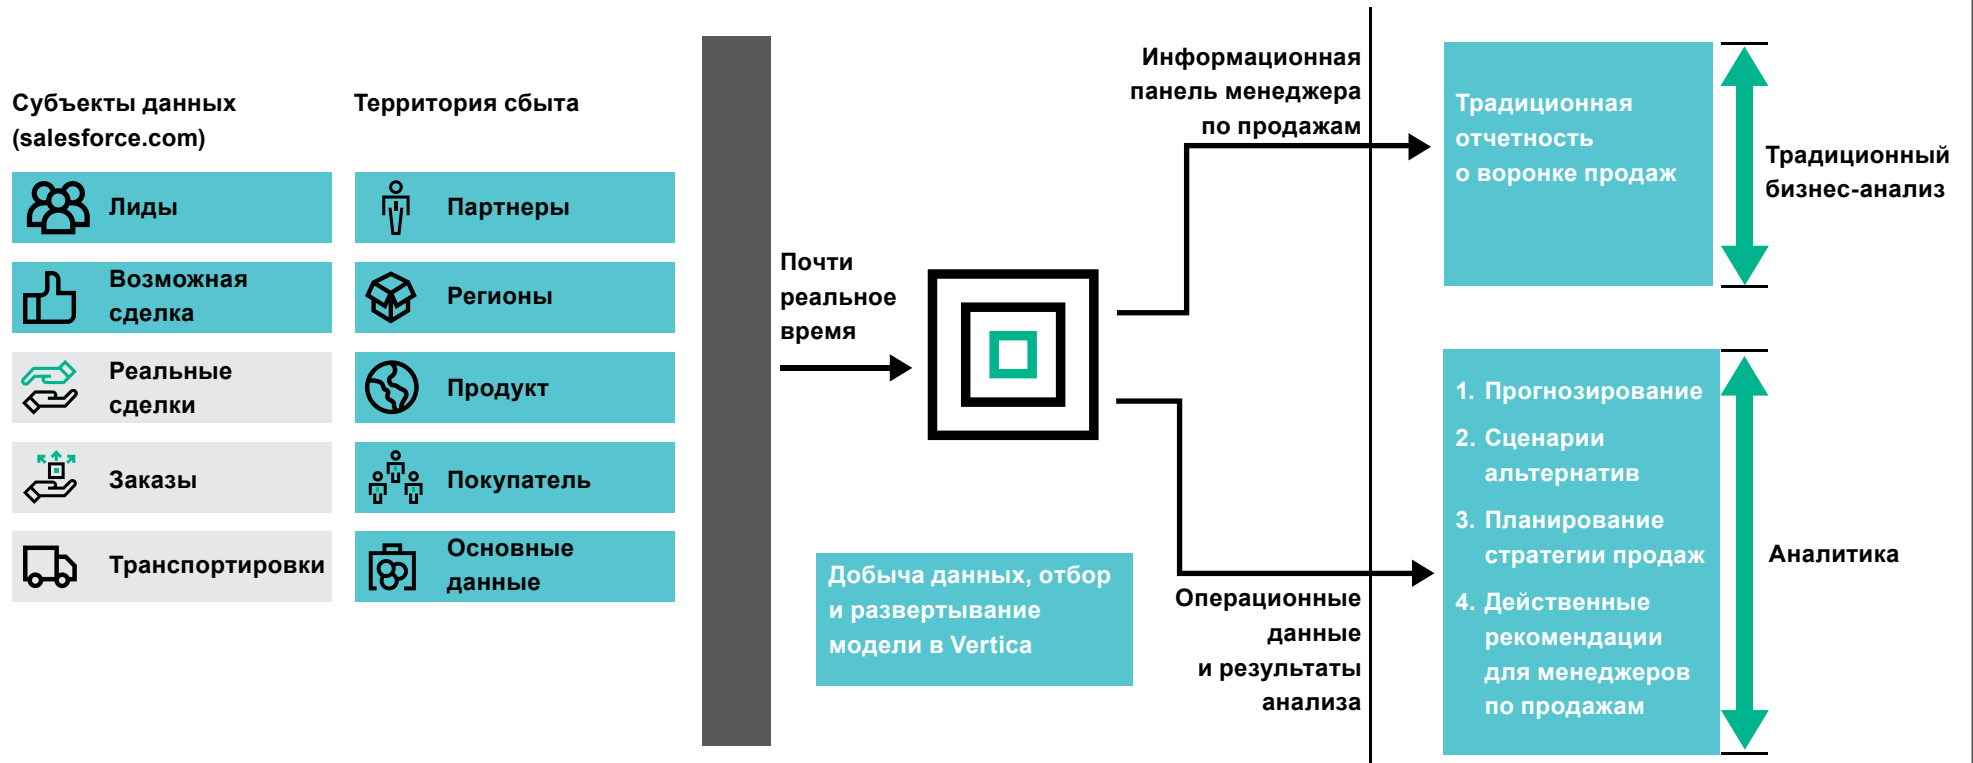 Субъекты данных
(salesforce.com)
Лиды
Возможная
сделка
Реальные
сделки
Заказы
Транспортировки
Территория сбыта
Партнеры
Регионы
Продукт
Покупатель
Основные
данные
Почти
реальное
время
Добыча данных, отбор
и развертывание
модели в Vertica
Информационная
панель менеджера
по продажам
Операционные
данные
и результаты
анализа
Традиционная
отчетность
о воронке продаж
Традиционный
бизнес-анализ
1. Прогнозирование
2. Сценарии
альтернатив
3. Планирование
стратегии продаж
4. Действенные
рекомендации
для менеджеров
по продажам
Аналитика